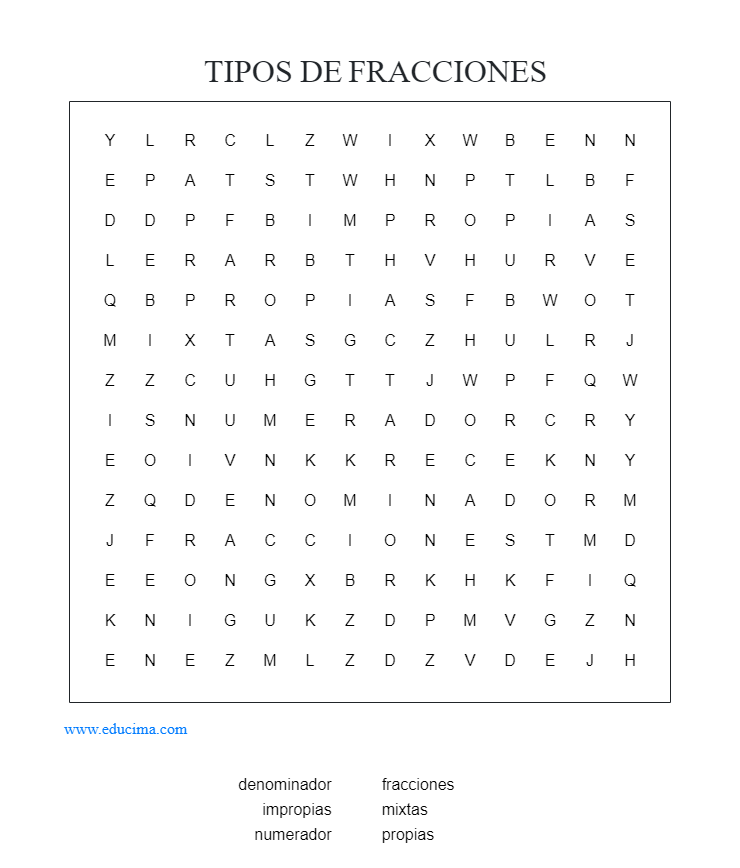 TIPOS DE FRACCIONES
Y L R C L Z W I X W B E N N
E P A T S T W H N P T L B F
D D P F B I M P R O P I A S
L E R A R B T H V H U R V E
Q B P R O P I A S F B W O T
M I X T A S G C Z H U L R J
Z Z C U H G T T J W P F Q W
I S N U M E R A D O R C R Y
E O I V N K K R E C E K N Y
Z Q D E N O M I N A D O R M
J F R A C C I O N E S T M D
E E O N G X B R K H K F I Q
K N I G U K Z D P M V G Z N
E N E Z M L Z D Z V D E J H
www.educima.com
denominador fracciones
impropias mixtas
numerador propias